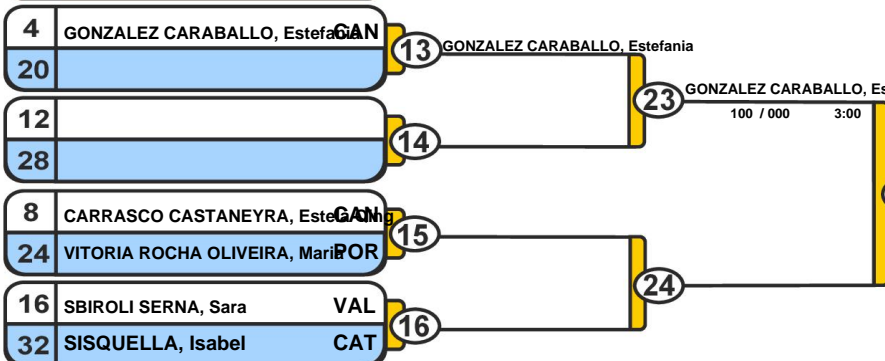 4 GONZALEZ CARABALLO, Estefania CAN
20
13 GONZALEZ CARABALLO, Estefania
12
28
14
23 GONZALEZ CARABALLO, Es
100 / 000 3:00
8 CARRASCO CASTANEYRA, Estela Qing CAN
24 VITORIA ROCHA OLIVEIRA, Maria POR
15
16 SBIROLI SERNA, Sara VAL
32 SISQUELLA, Isabel CAT
16
24